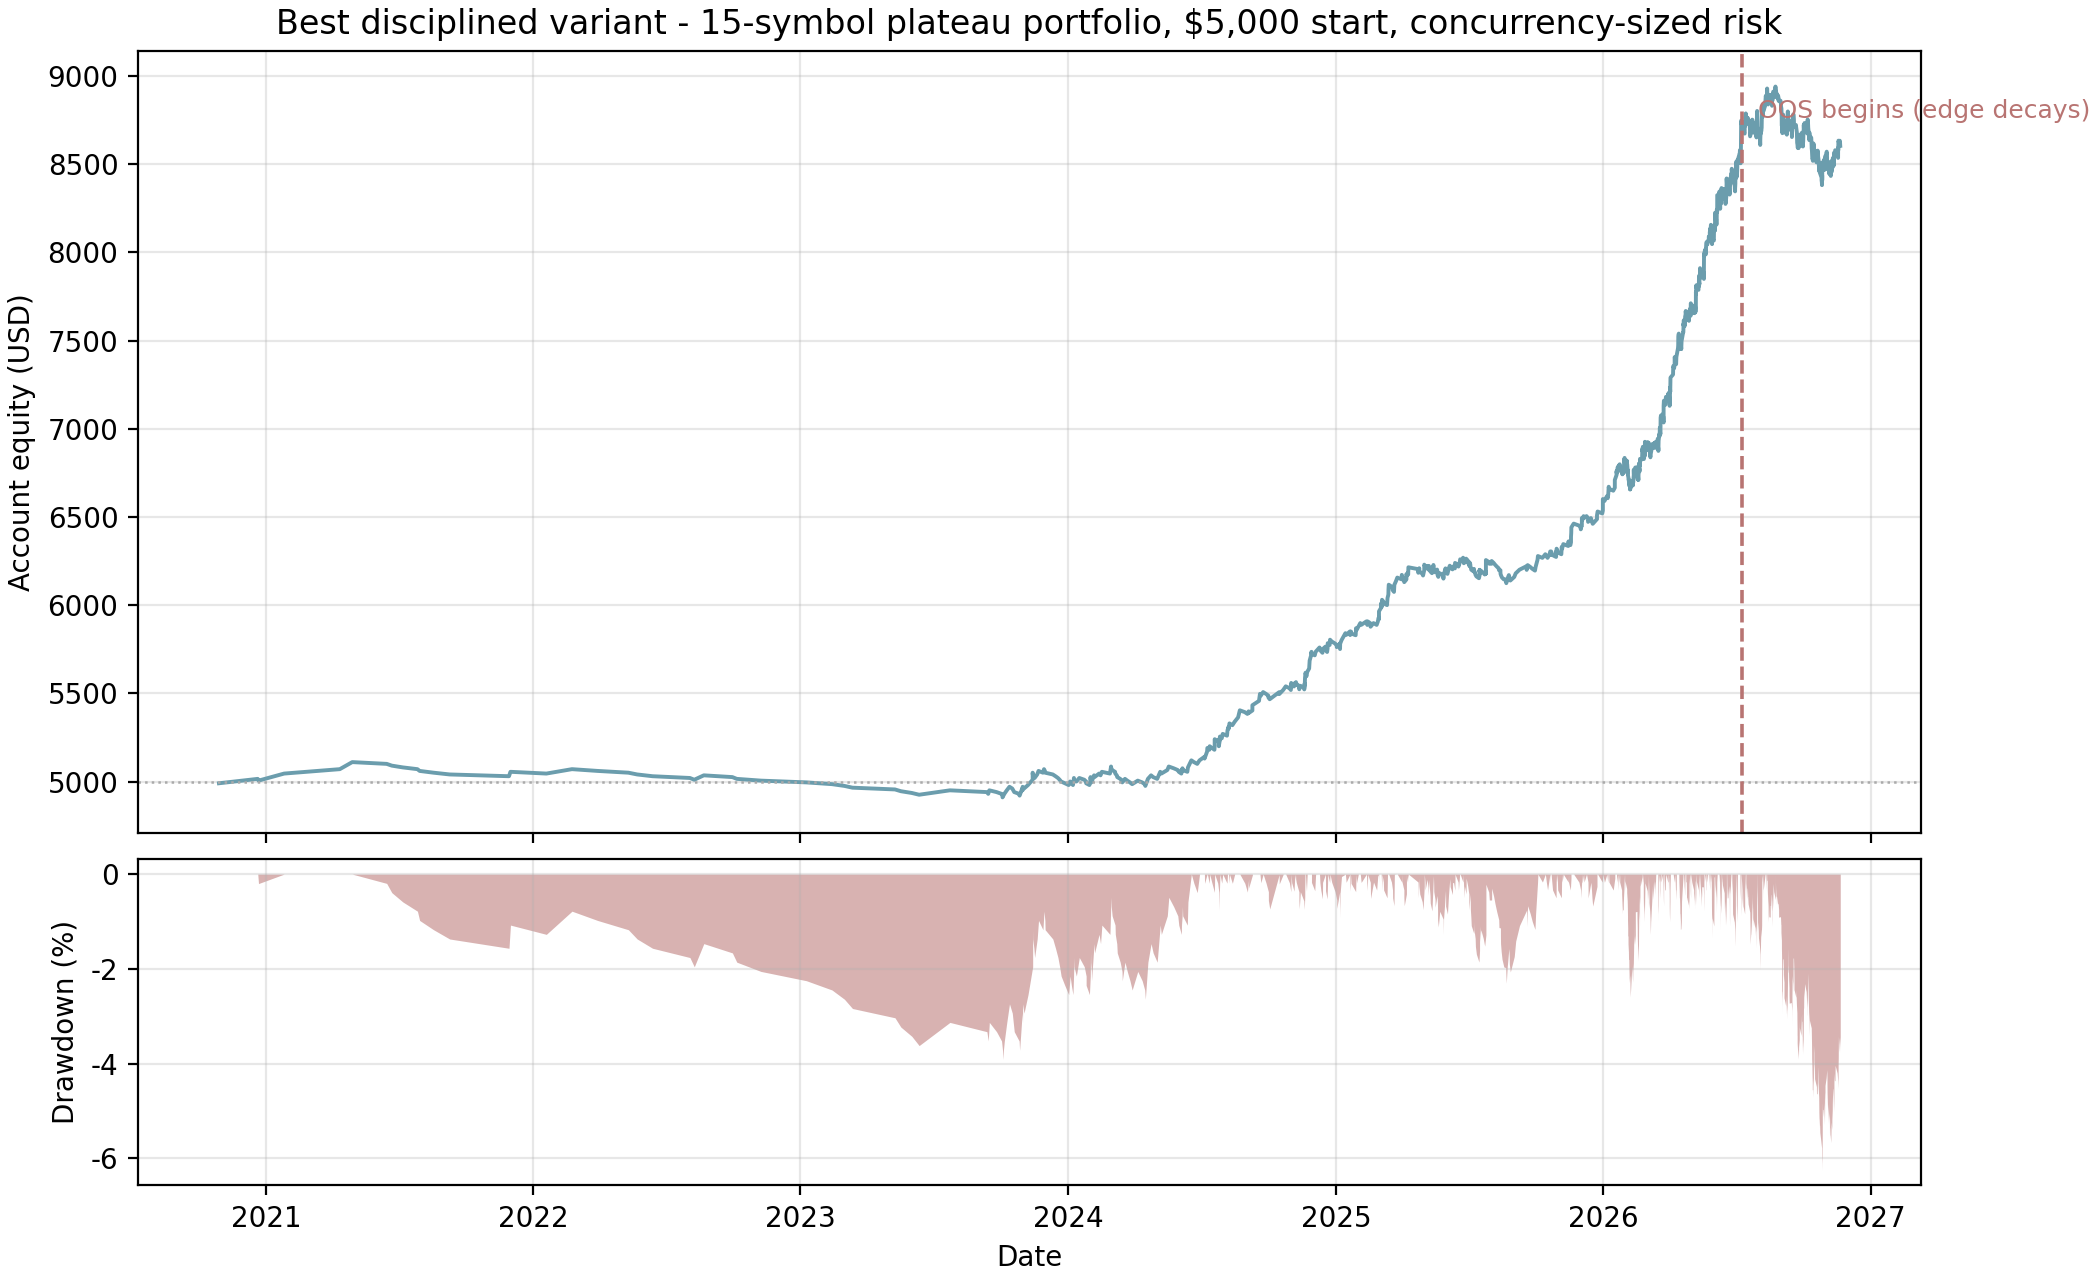 Best disciplined variant - 15-symbol plateau portfolio, $5,000 start, concurrency-sized risk
Account equity (USD)
9000
8500
8000
7500
7000
6500
6000
5500
5000
OOS begins (edge decays)
Drawdown (%)
0
-2
-4
-6
2021 2022 2023 2024 2025 2026 2027
Date